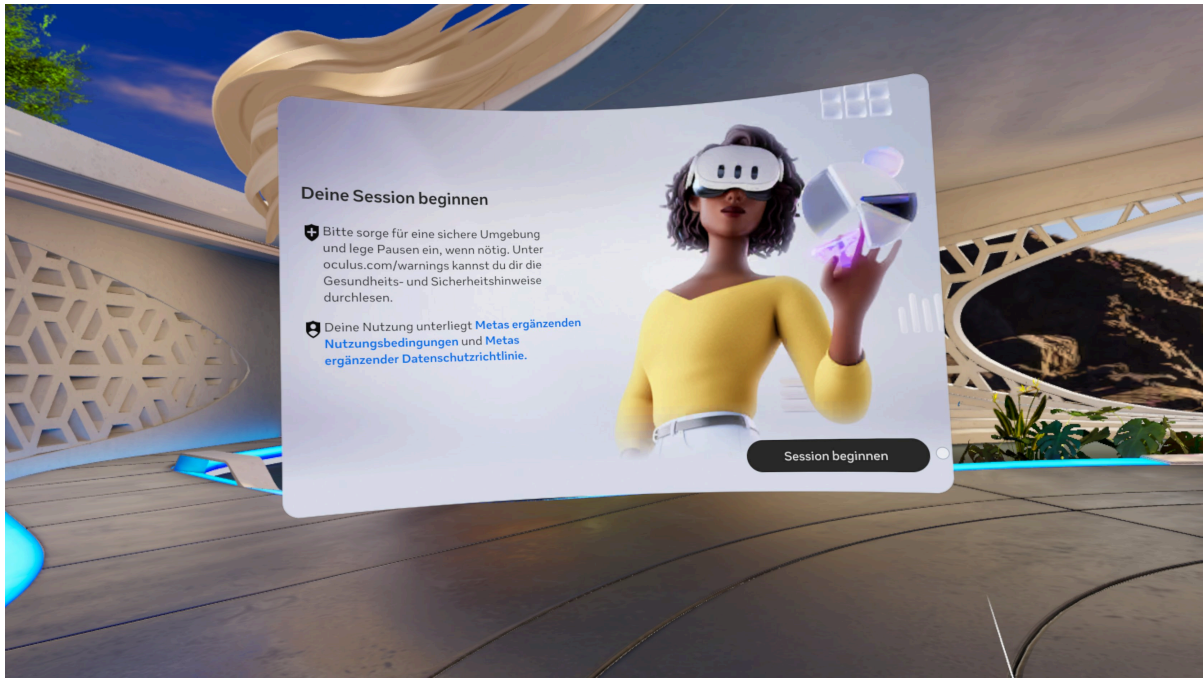 Deine Session beginnen
Bitte sorge für eine sichere Umgebung
und lege Pausen ein, wenn nötig. Unter
oculus.com/warnings kannst du dir die
Gesundheits- und Sicherheitshinweise
durchlesen.
Deine Nutzung unterliegt Metas ergänzenden
Nutzungsbedingungen und Metas
ergänzender Datenschutzrichtlinie.
Session beginnen